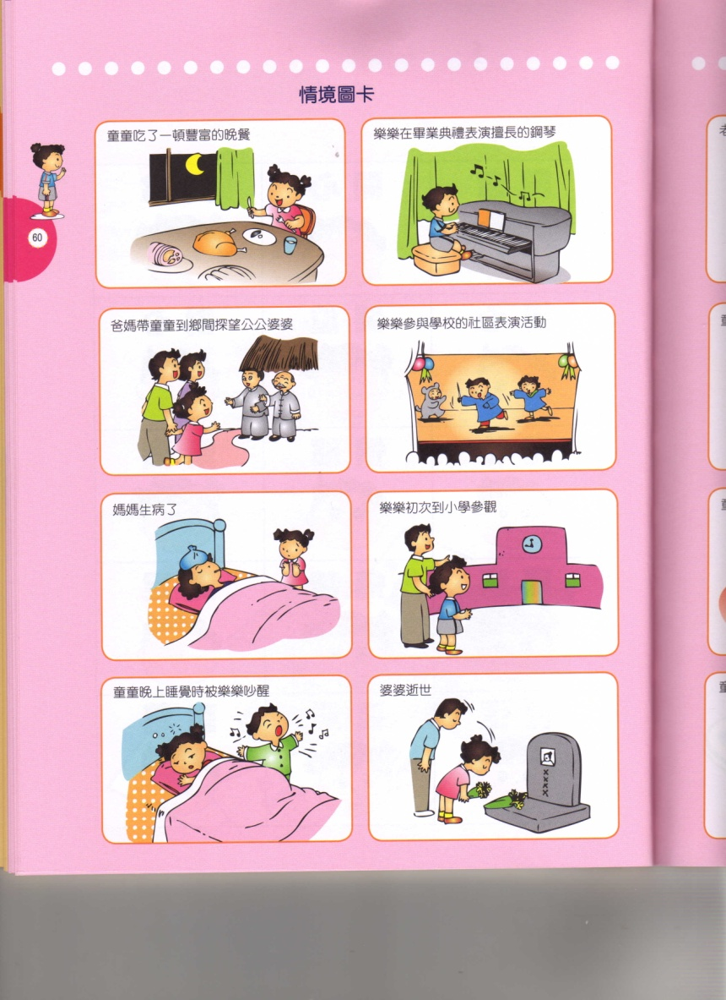 情境圖卡
童童吃了一頓豐富的晚餐
樂樂在畢業典禮表演擅長的鋼琴
60
爸媽帶童童到鄉間探望公公婆婆
樂樂參與學校的社區表演活動
媽媽生病了
樂樂初次到小學參觀
童童晚上睡覺時被樂樂吵醒
婆婆逝世
XXXX